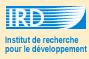 IRD
Institut de recherche
pour le développement